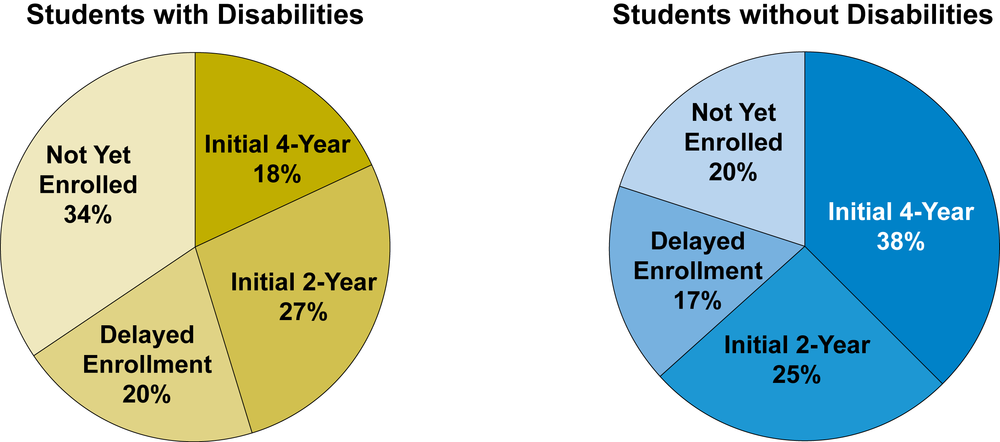 Students with Disabilities
Initial 4-Year
18%
Initial 2-Year
27%
Delayed
Enrollment
20%
Not Yet
Enrolled
34%
Students without Disabilities
Initial 4-Year
38%
Initial 2-Year
25%
Delayed
Enrollment
17%
Not Yet
Enrolled
20%